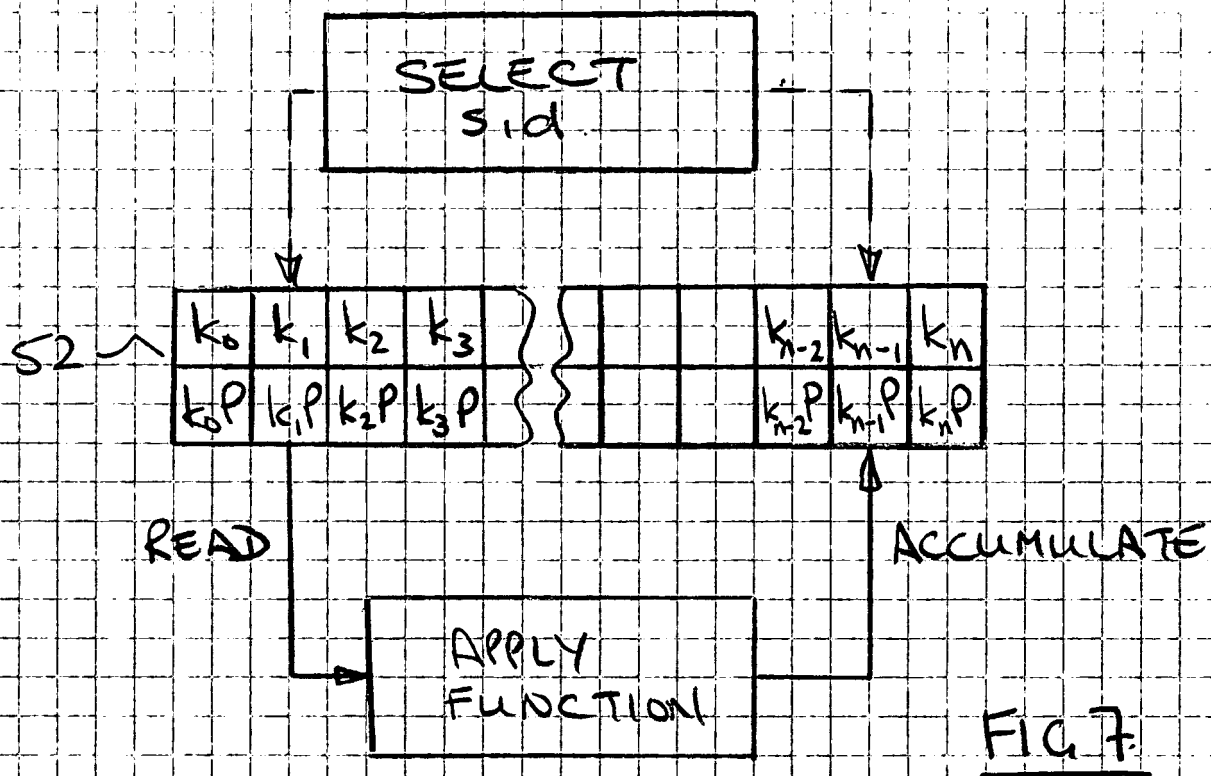 SELECT
s,d
k₀ k₁ k₂ k₃ kₙ₋₂ kₙ₋₁ kₙ
52
k₀P k₁P k₂P k₃P kₙ₋₂P kₙ₋₁P kₙP
READ
ACCUMULATE
APPLY
FUNCTION
FIG 7.